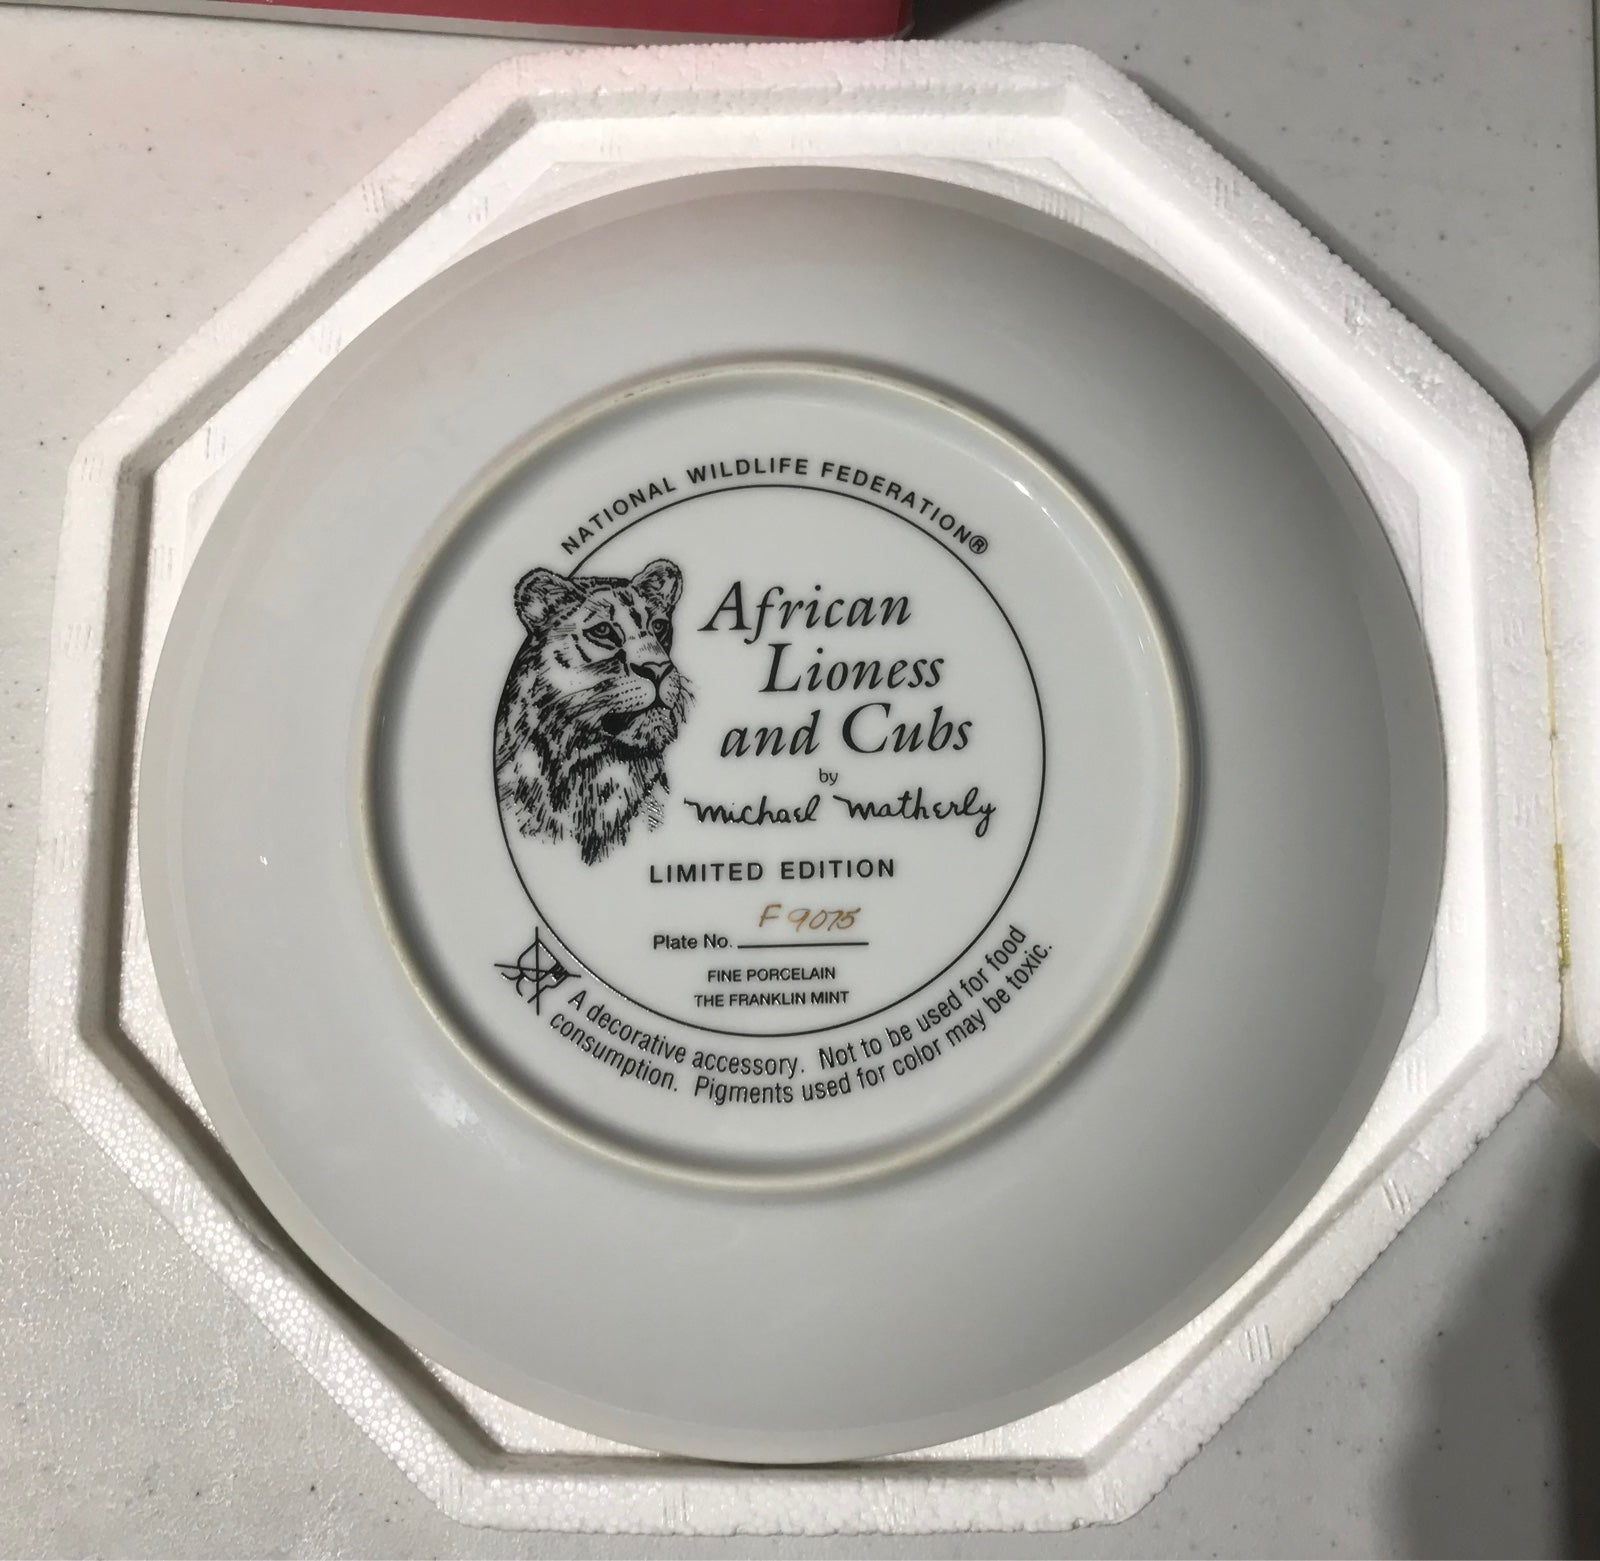 NATIONAL WILDLIFE FEDERATION®
African
Lioness
and Cubs
by
Michael Matherly
LIMITED EDITION
Plate No. F 9075
FINE PORCELAIN
THE FRANKLIN MINT
A decorative accessory. Not to be used for food
consumption. Pigments used for color may be toxic.